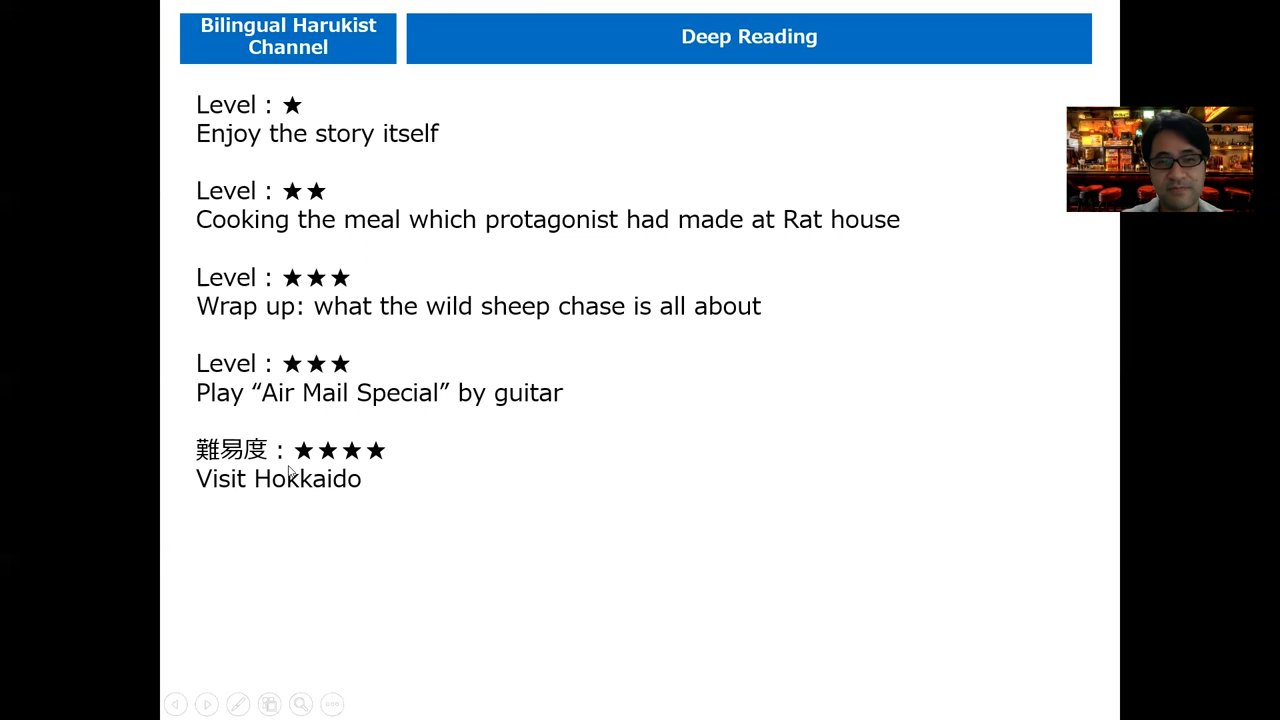 Bilingual Harukist
Channel
Deep Reading
Level : ★
Enjoy the story itself
Level : ★★
Cooking the meal which protagonist had made at Rat house
Level : ★★★
Wrap up: what the wild sheep chase is all about
Level : ★★★
Play “Air Mail Special” by guitar
難易度 : ★★★★
Visit Hokkaido